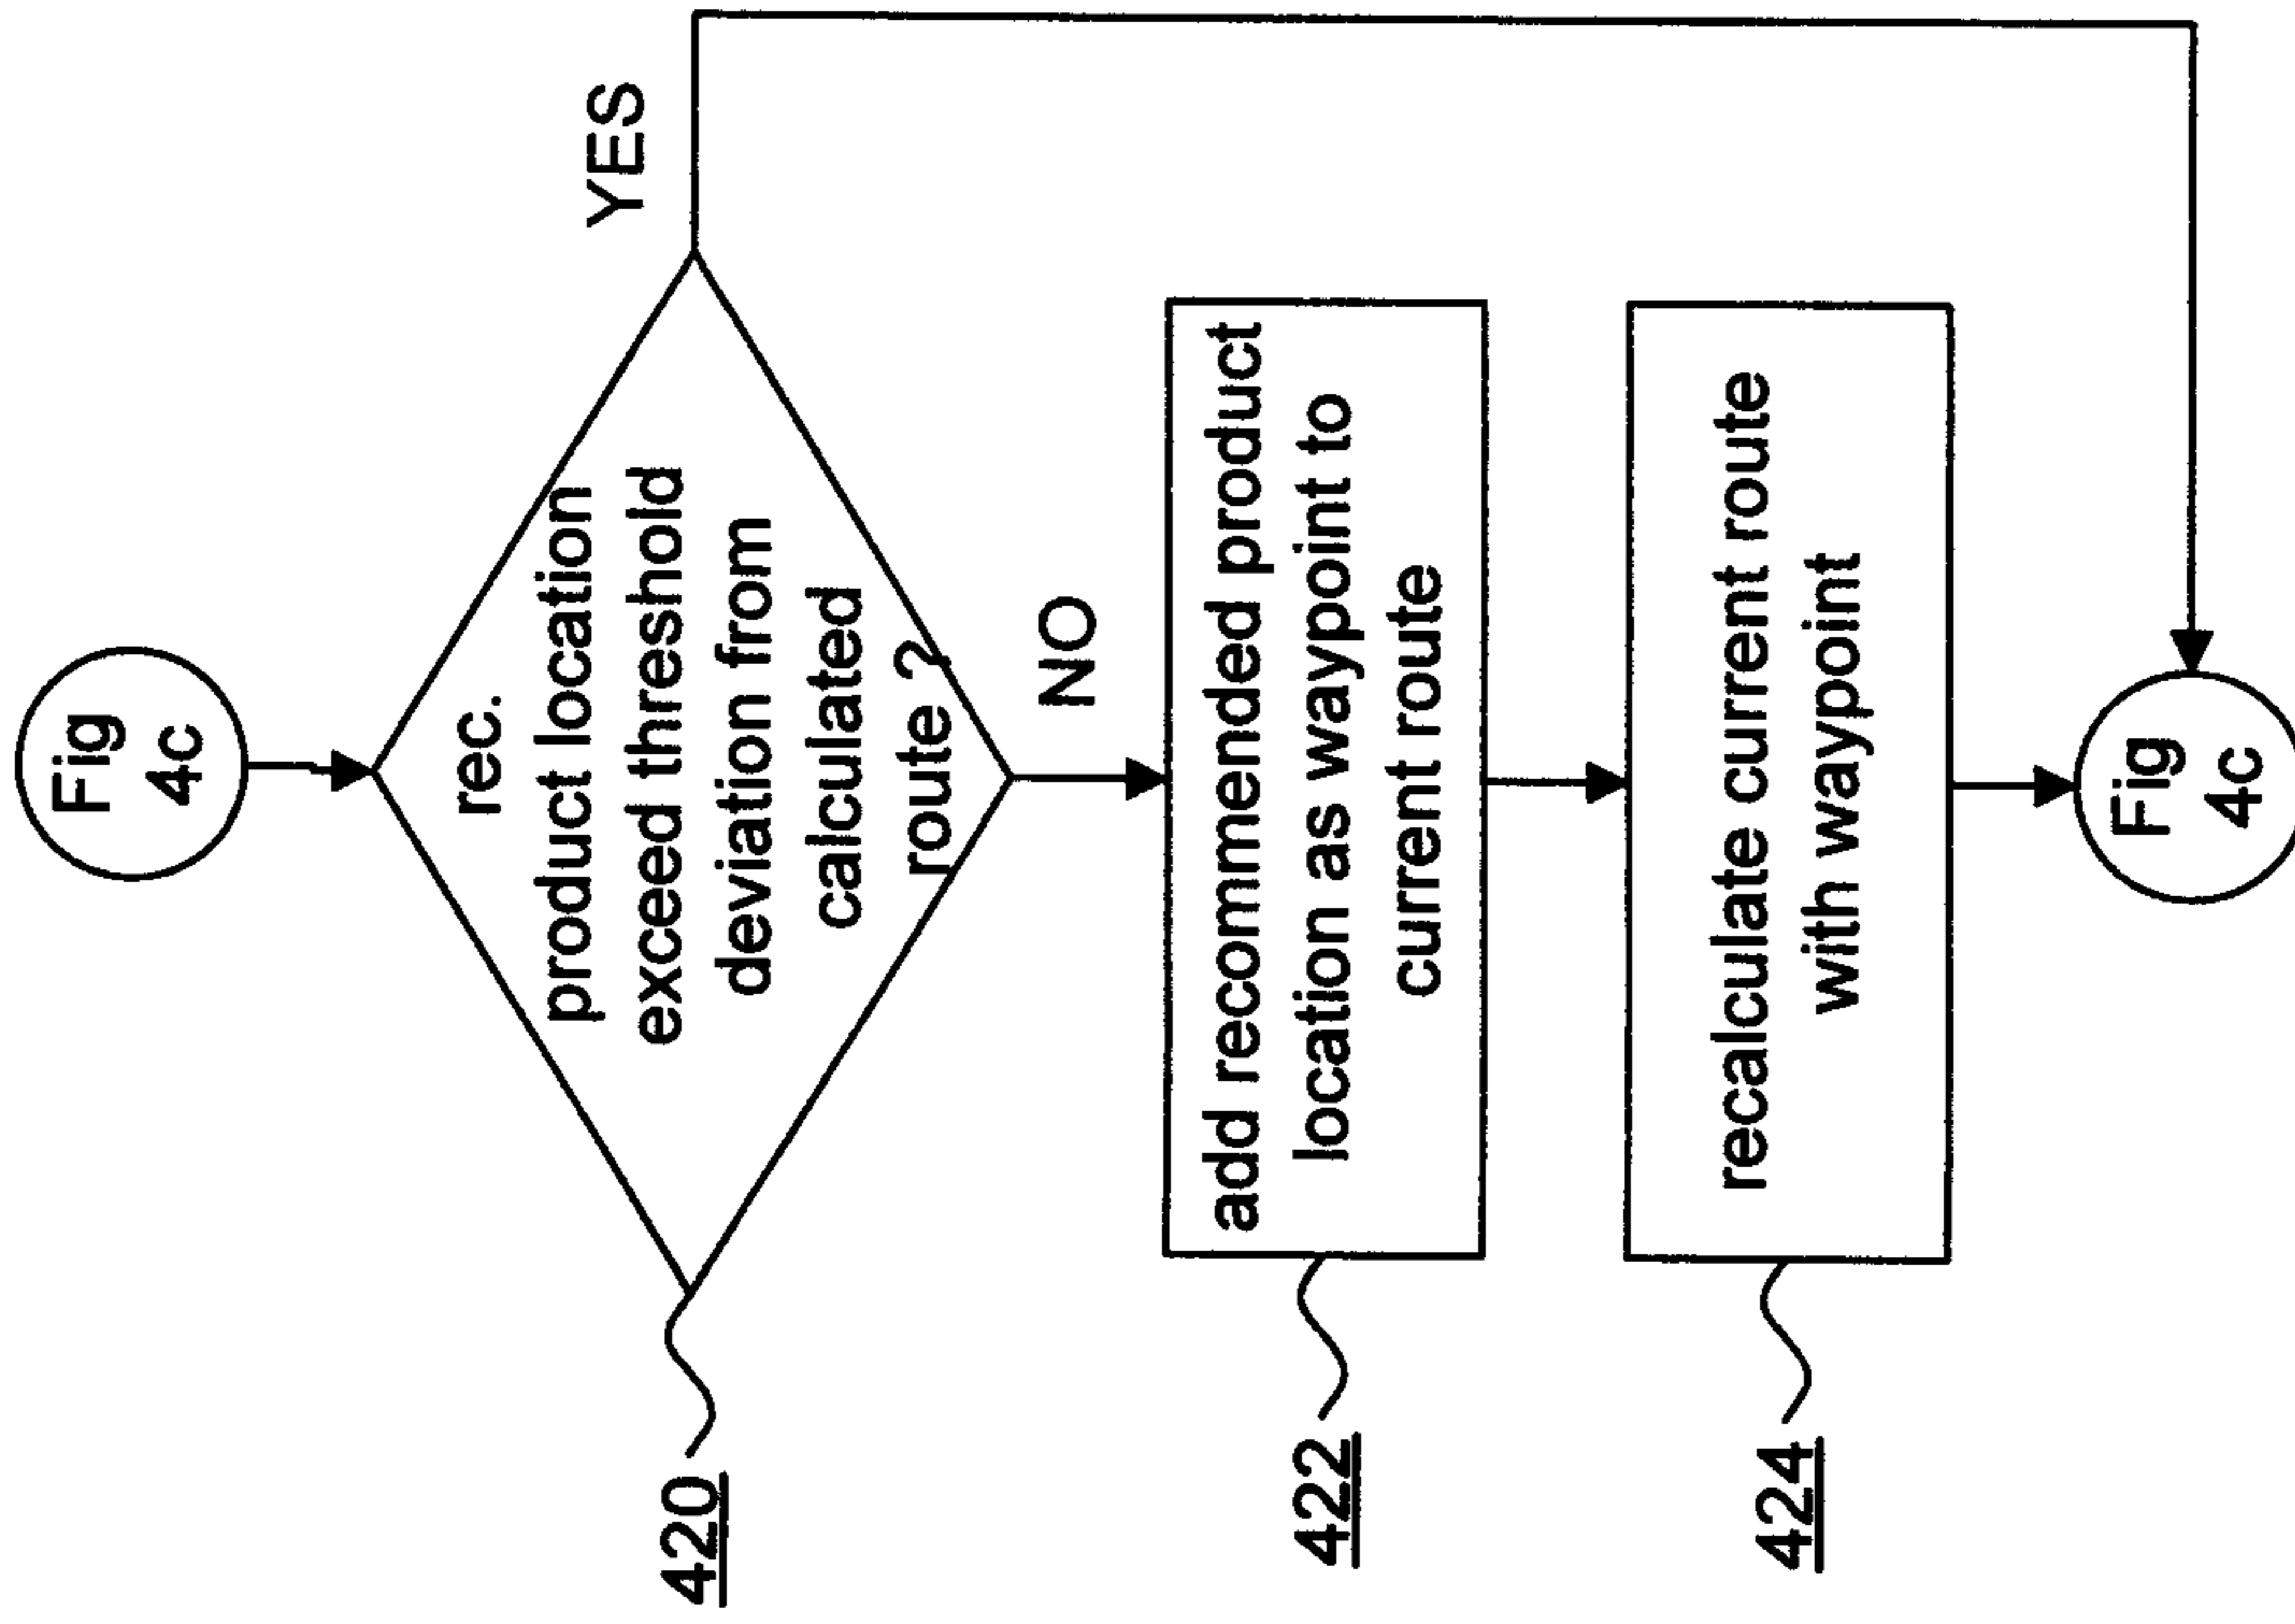 Fig
4c
rec.
product location
exceed threshold
deviation from
calculated
route ?
YES
NO
420
add recommended product
location as waypoint to
current route
422
recalculate current route
with waypoint
424
Fig
4c